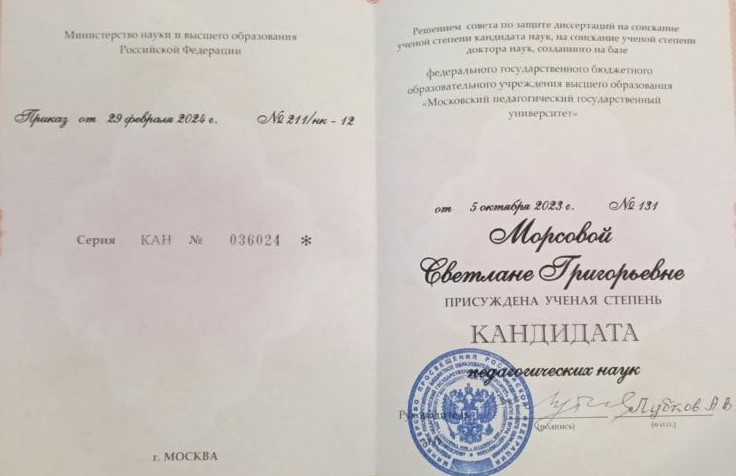 Министерство науки и высшего образования
Российской Федерации
Приказ от 29 февраля 2024 г. № 211/нк - 12
Серия КАН № 036024 *
г. МОСКВА
Решением совета по защите диссертаций на соискание
ученой степени кандидата наук, на соискание ученой степени
доктора наук, созданного на базе
федерального государственного бюджетного
образовательного учреждения высшего образования
«Московский педагогический государственный
университет»
от 5 октября 2023 г. № 131
Морсовой
Светлане Григорьевне
ПРИСУЖДЕНА УЧЕНАЯ СТЕПЕНЬ
КАНДИДАТА
педагогических наук
Руководитель Лубков А.В.
(подпись) (ф.и.о.)